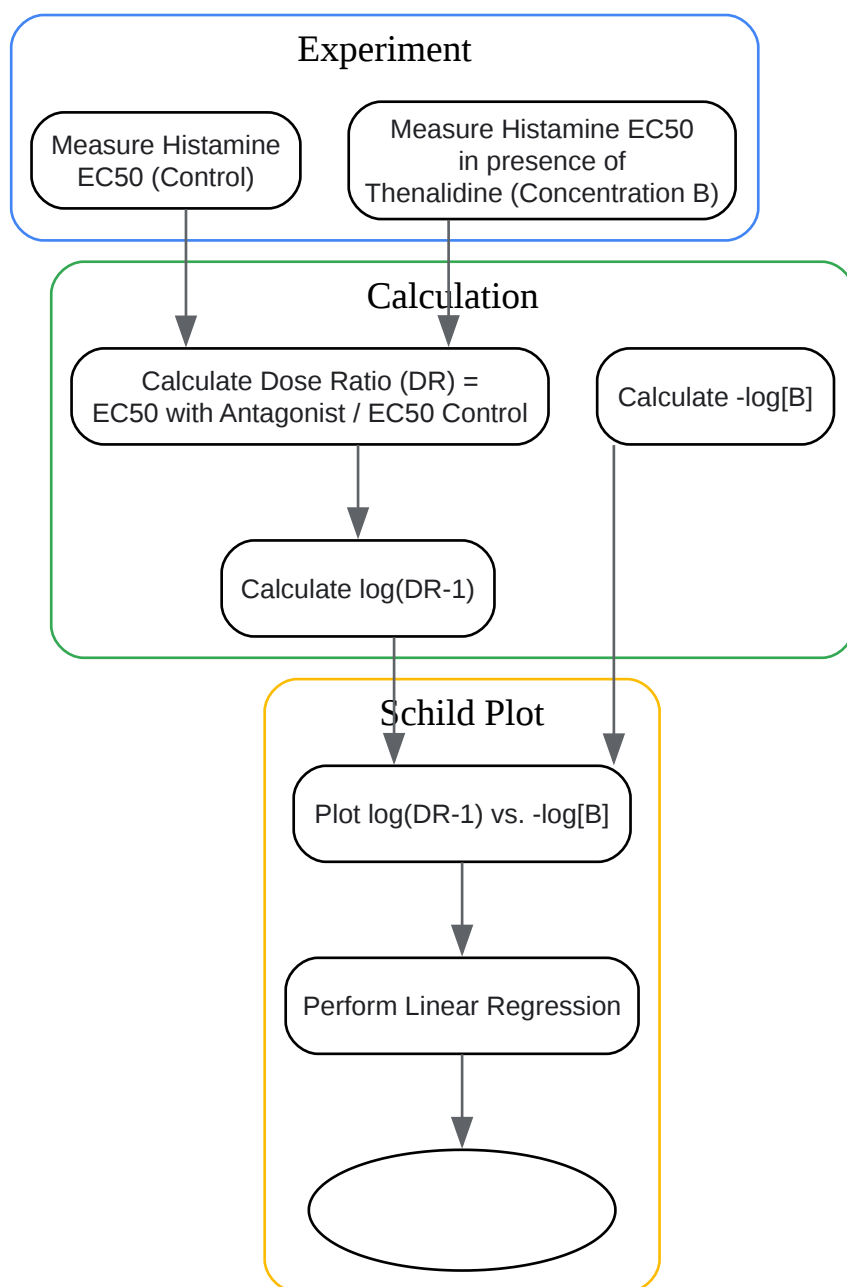 Experiment
Measure Histamine
EC50 (Control)
Measure Histamine EC50
in presence of
Thenalidine (Concentration B)
Calculation
Calculate Dose Ratio (DR) =
EC50 with Antagonist / EC50 Control
Calculate -log[B]
Calculate log(DR-1)
Schild Plot
Plot log(DR-1) vs. -log[B]
Perform Linear Regression